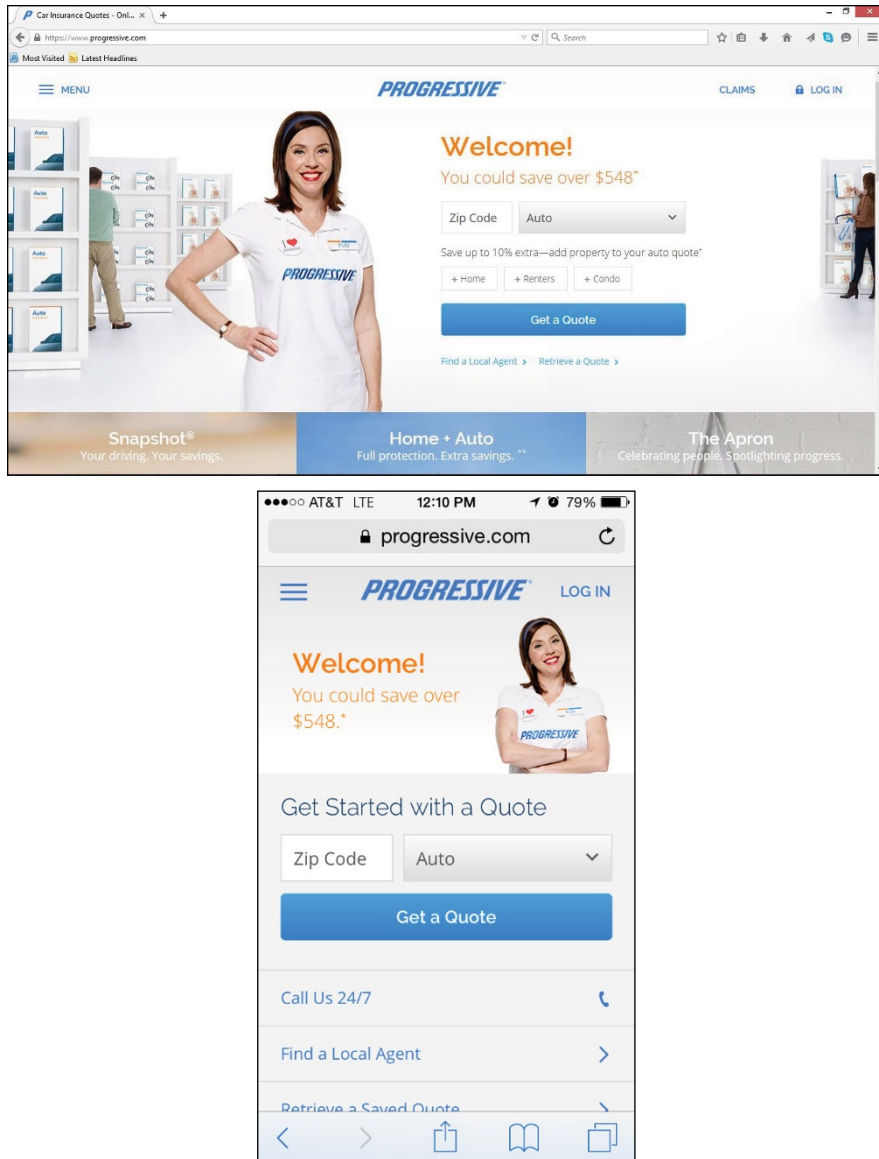 P Car Insurance Quotes - Onl... × +
https://www.progressive.com
Search
Most Visited Latest Headlines
MENU
PROGRESSIVE
CLAIMS
LOG IN
Auto
Auto
Auto
Auto
Welcome!
You could save over $548*
Zip Code
Auto
Save up to 10% extra—add property to your auto quote*
+ Home
+ Renters
+ Condo
Get a Quote
Find a Local Agent >
Retrieve a Quote >
I ❤
FLO
PROGRESSIVE
Snapshot®
Your driving. Your savings.
Home + Auto
Full protection. Extra savings. **
The Apron
Celebrating people. Spotlighting progress.
●●●○○ AT&T LTE 12:10 PM 79%
progressive.com
PROGRESSIVE
LOG IN
Welcome!
You could save over
$548.*
I ❤
PROGRESSIVE
Get Started with a Quote
Zip Code
Auto
Get a Quote
Call Us 24/7
Find a Local Agent
Retrieve a Saved Quote